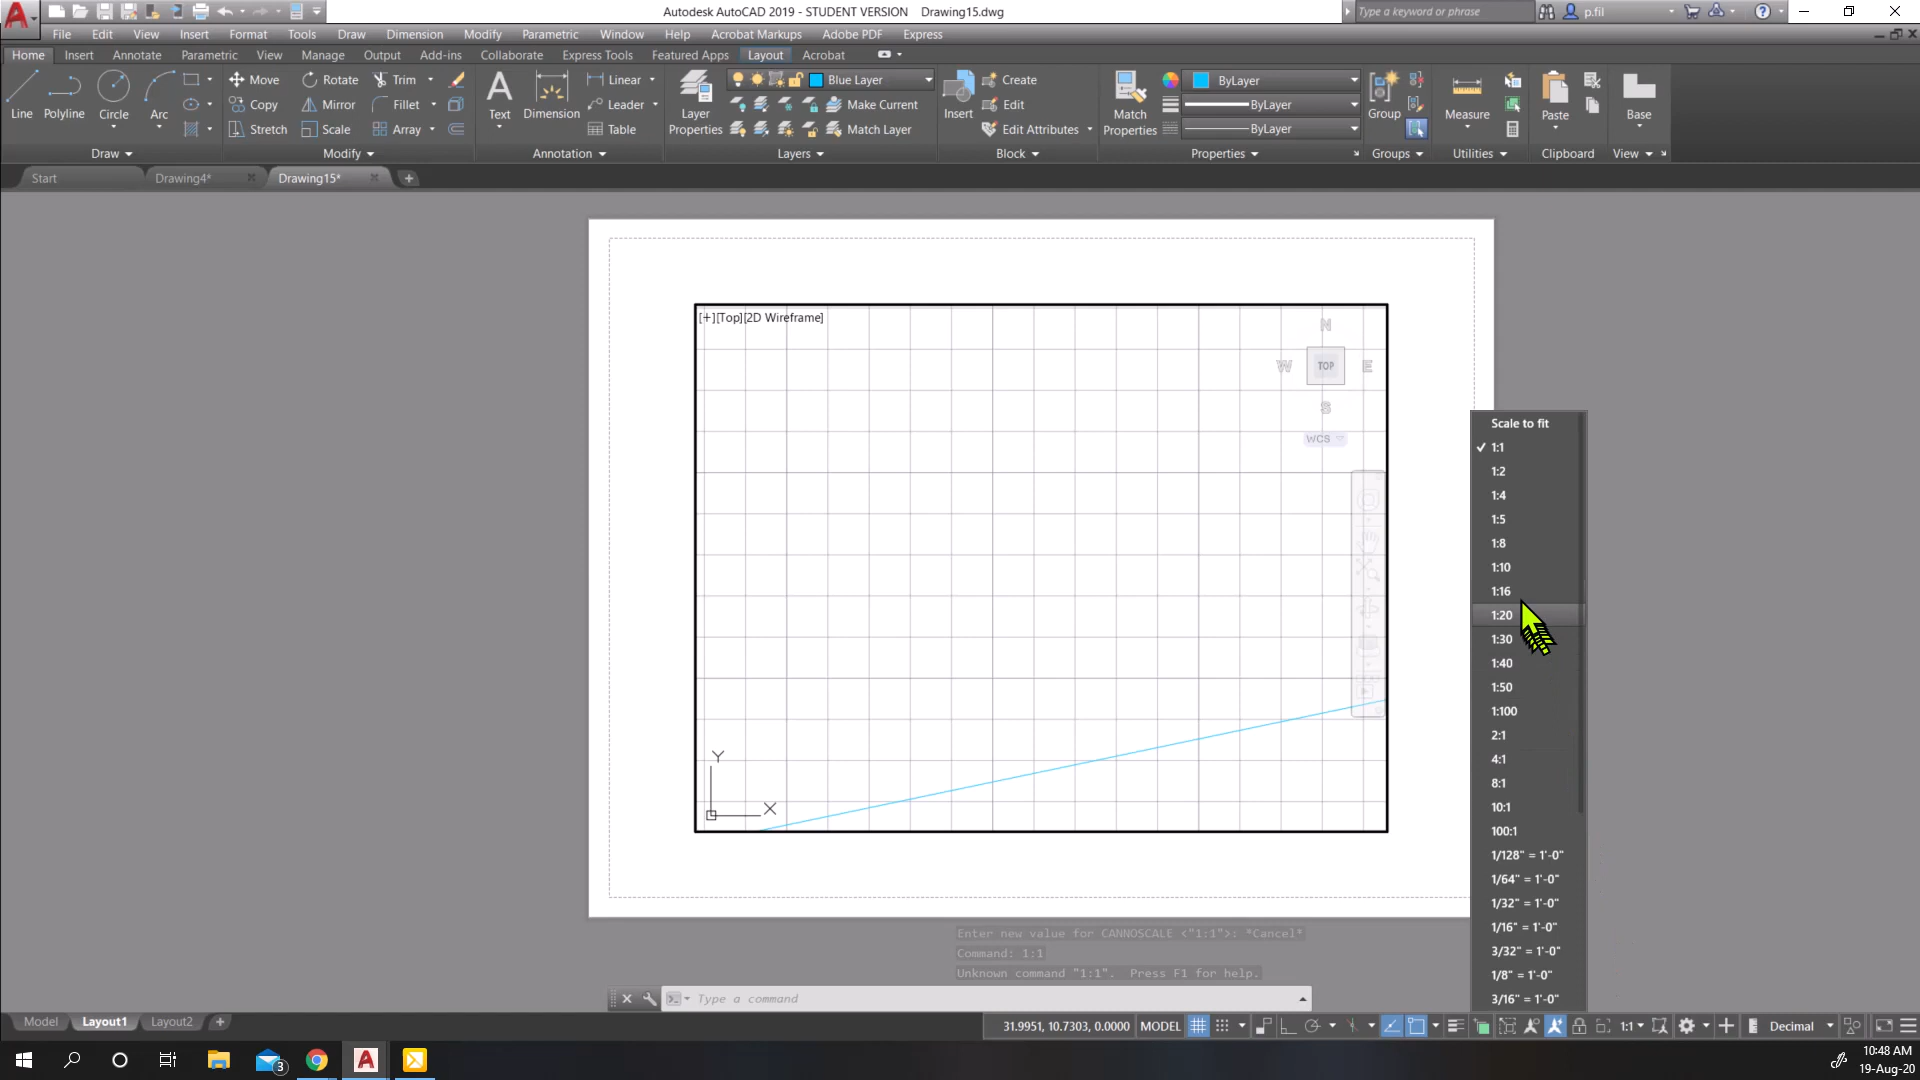 Autodesk AutoCAD 2019 - STUDENT VERSION Drawing15.dwg
Type a keyword or phrase
p.fil
File Edit View Insert Format Tools Draw Dimension Modify Parametric Window Help Acrobat Markups Adobe PDF Express
Home Insert Annotate Parametric View Manage Output Add-ins Collaborate Express Tools Featured Apps Layout Acrobat
Line
Polyline
Circle
Arc
Move
Rotate
Trim
Copy
Mirror
Fillet
Stretch
Scale
Array
Text
Dimension
Linear
Leader
Table
Layer
Properties
Blue Layer
Make Current
Match Layer
Insert
Create
Edit
Edit Attributes
Match
Properties
ByLayer
ByLayer
ByLayer
Group
Measure
Paste
Base
Draw Modify Annotation Layers Block Properties Groups Utilities Clipboard View
Start Drawing4* Drawing15*
[+][Top][2D Wireframe]
N
W TOP E
S
WCS
Y
X
Scale to fit
1:1
1:2
1:4
1:5
1:8
1:10
1:16
1:20
1:30
1:40
1:50
1:100
2:1
4:1
8:1
10:1
100:1
1/128" = 1'-0"
1/64" = 1'-0"
1/32" = 1'-0"
1/16" = 1'-0"
3/32" = 1'-0"
1/8" = 1'-0"
3/16" = 1'-0"
Enter new value for CANNOSCALE <"1:1">: *Cancel*
Command: 1:1
Unknown command "1:1". Press F1 for help.
Type a command
Model Layout1 Layout2
31.9951, 10.7303, 0.0000 MODEL 1:1 Decimal
3
10:48 AM
19-Aug-20